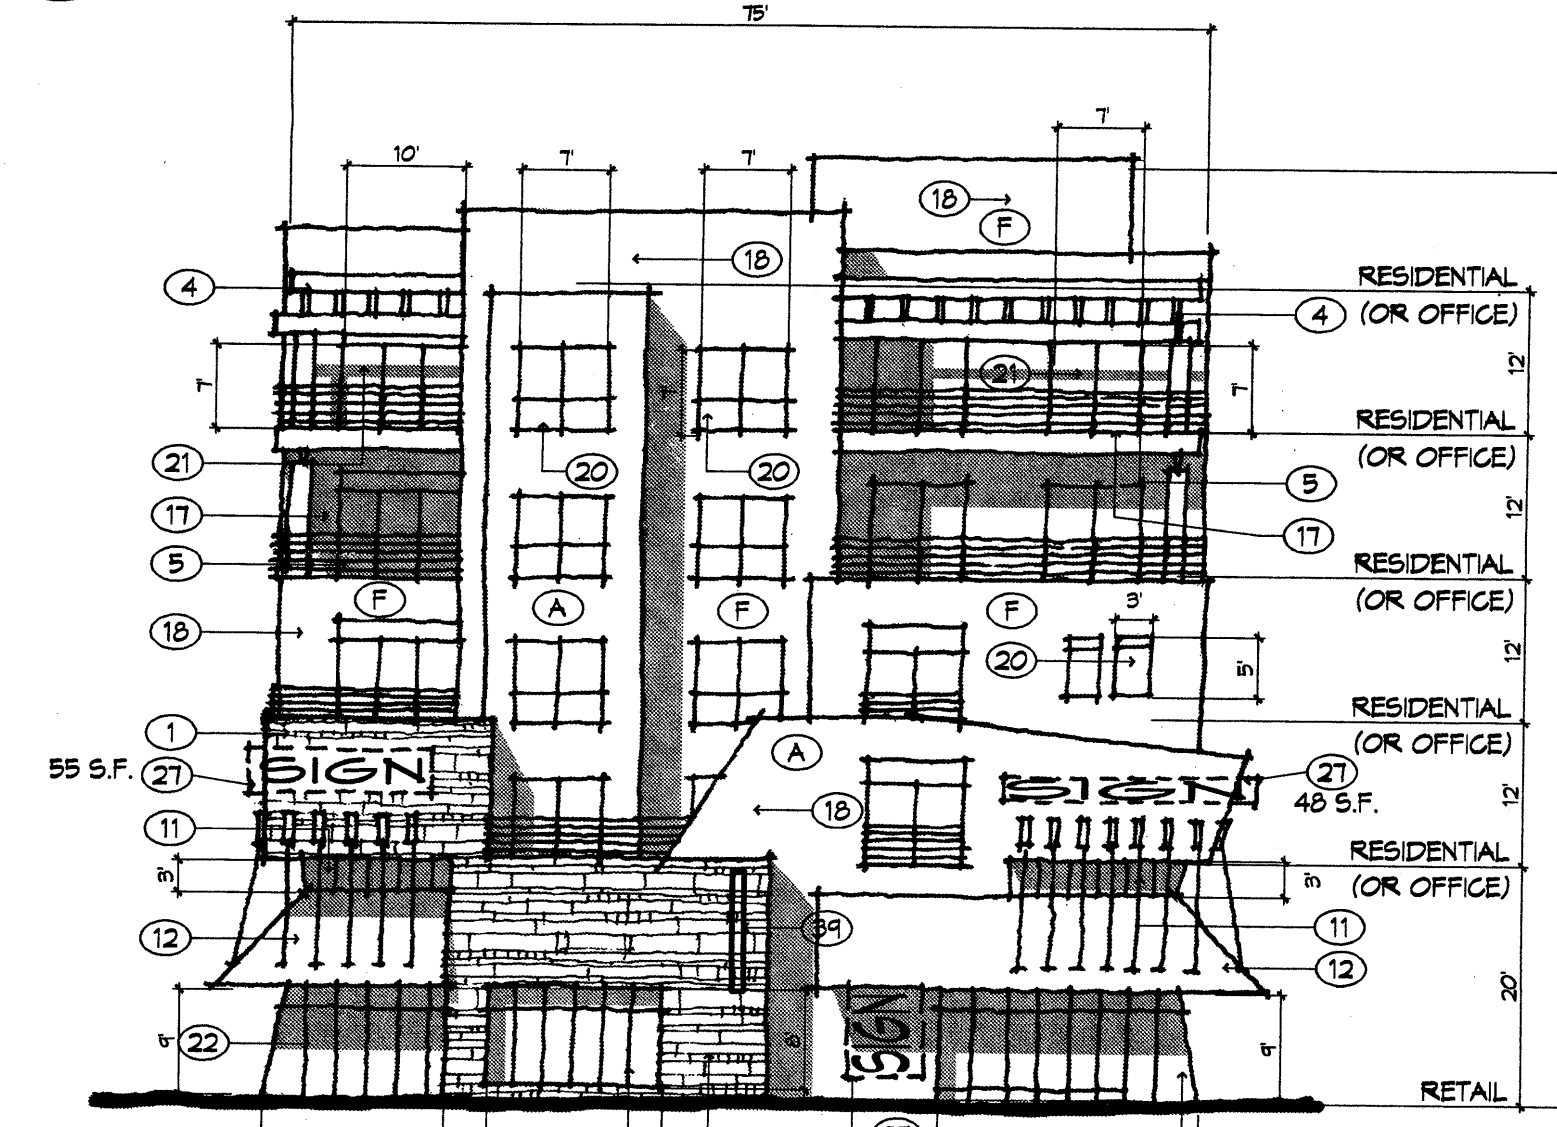 75'
7'
10'
7'
7'
18
F
18
RESIDENTIAL
4
4
(OR OFFICE)
21
7'
7'
7'
12'
RESIDENTIAL
21
20
20
(OR OFFICE)
5
17
12'
17
5
RESIDENTIAL
F
A
F
F
3'
(OR OFFICE)
18
20
5'
12'
RESIDENTIAL
1
A
(OR OFFICE)
55 S.F.
27
SIGN
SIGN
27
48 S.F.
12'
11
18
RESIDENTIAL
3'
3'
(OR OFFICE)
39
11
12
12
20'
9'
22
8'
SIGN
9'
RETAIL